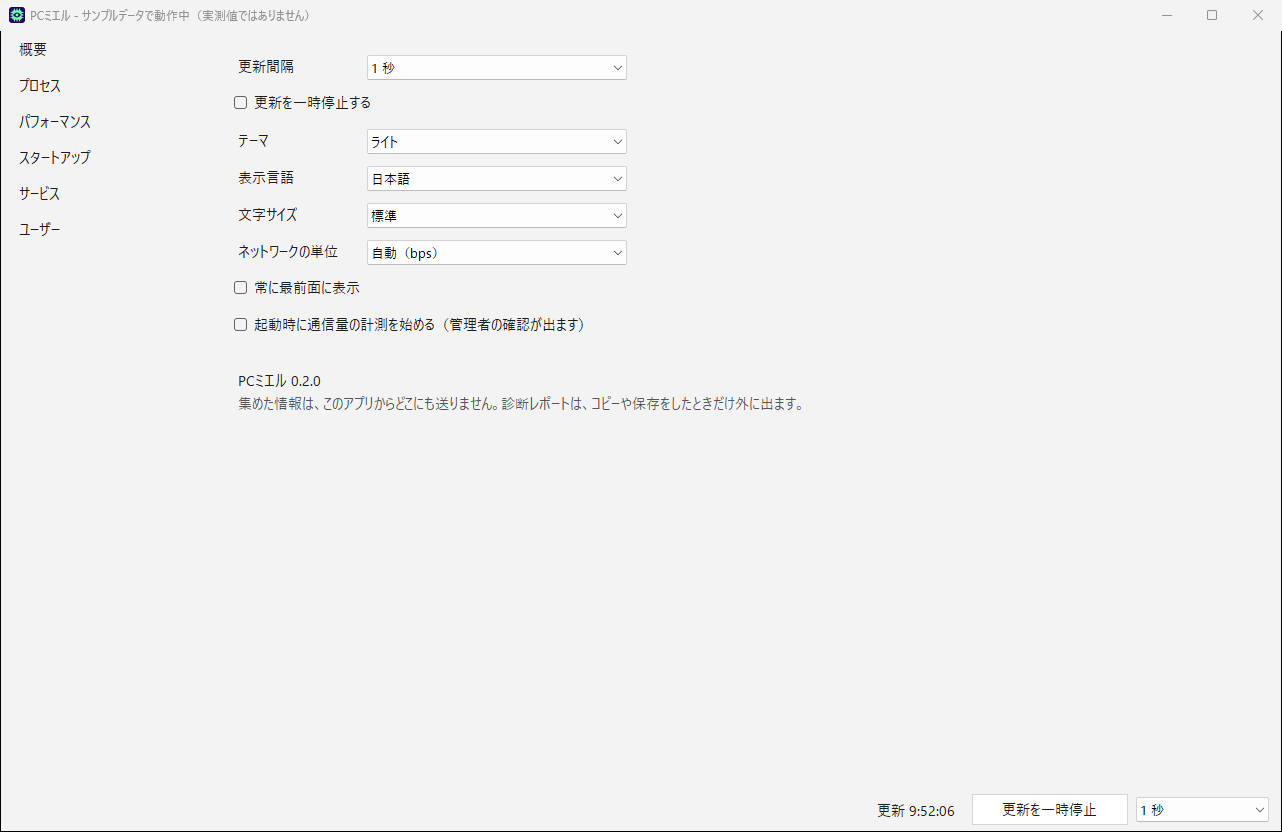 PCミエル - サンプルデータで動作中（実測値ではありません）
概要
プロセス
パフォーマンス
スタートアップ
サービス
ユーザー
更新間隔 1 秒
更新を一時停止する
テーマ ライト
表示言語 日本語
文字サイズ 標準
ネットワークの単位 自動（bps）
常に最前面に表示
起動時に通信量の計測を始める（管理者の確認が出ます）
PCミエル 0.2.0
集めた情報は、このアプリからどこにも送りません。診断レポートは、コピーや保存をしたときだけ外に出ます。
更新 9:52:06 更新を一時停止 1 秒